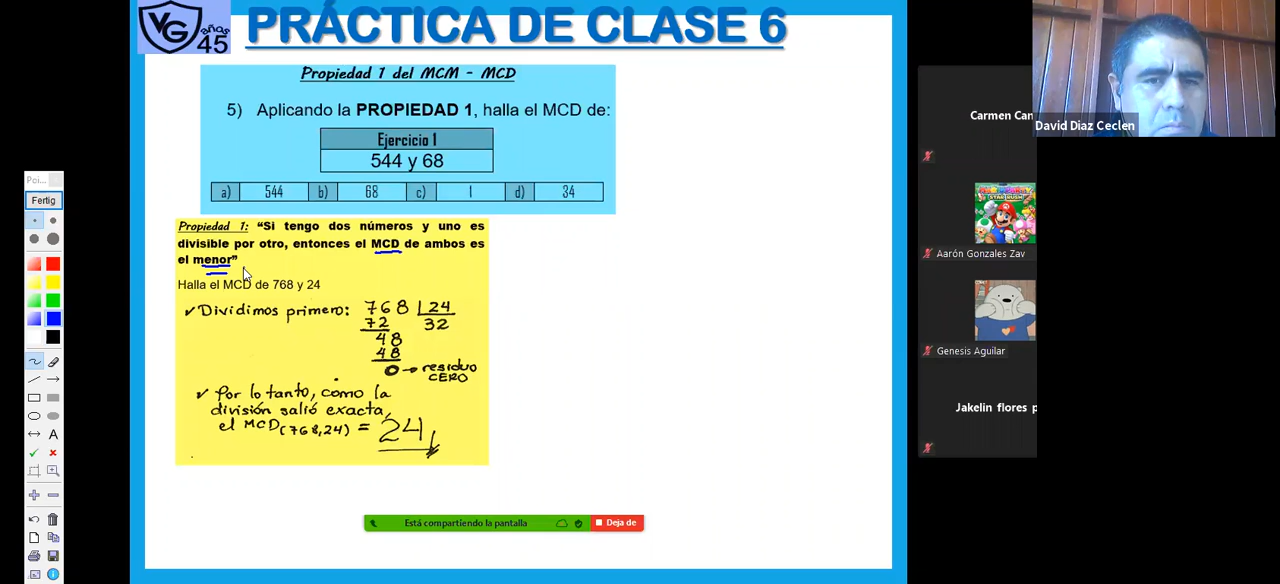 VG
años
45
PRÁCTICA DE CLASE 6
Propiedad 1 del MCM - MCD
5) Aplicando la PROPIEDAD 1, halla el MCD de:
Ejercicio 1
544 y 68
a) 544 b) 68 c) 1 d) 34
Propiedad 1: “Si tengo dos números y uno es
divisible por otro, entonces el MCD de ambos es
el menor”
Halla el MCD de 768 y 24
✓ Dividimos primero: 768 24
72 32
48
48
0 → residuo
CERO
✓ Por lo tanto, como la
división salió exacta,
el MCD(768,24) = 24
Poi...
Fertig
A
Está compartiendo la pantalla
Deja de
David Diaz Ceclen
Carmen Can
Aarón Gonzales Zav
Genesis Aguilar
Jakelin flores p